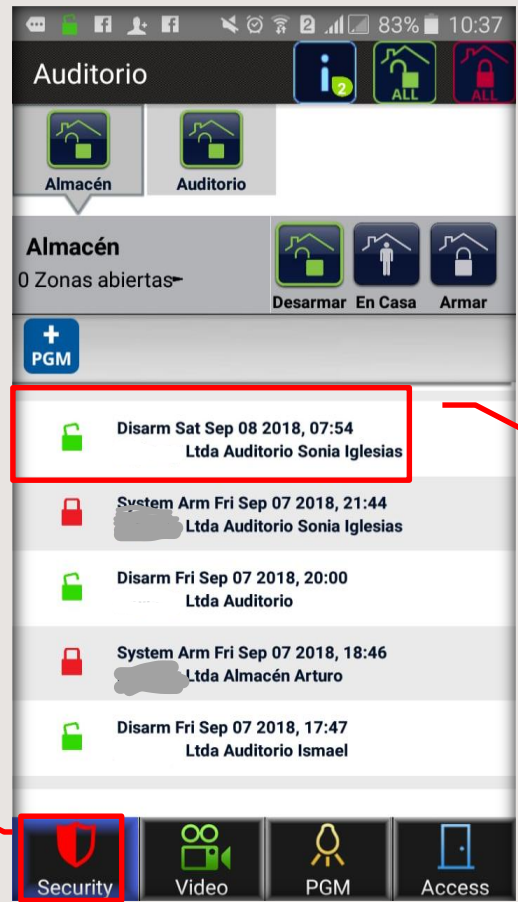 2 83% 10:37
Auditorio
i 2 ALL ALL
Almacén Auditorio
Almacén
0 Zonas abiertas
Desarmar En Casa Armar
+
PGM
Disarm Sat Sep 08 2018, 07:54
Ltda Auditorio Sonia Iglesias
System Arm Fri Sep 07 2018, 21:44
Ltda Auditorio Sonia Iglesias
Disarm Fri Sep 07 2018, 20:00
Ltda Auditorio
System Arm Fri Sep 07 2018, 18:46
Ltda Almacén Arturo
Disarm Fri Sep 07 2018, 17:47
Ltda Auditorio Ismael
Security Video PGM Access